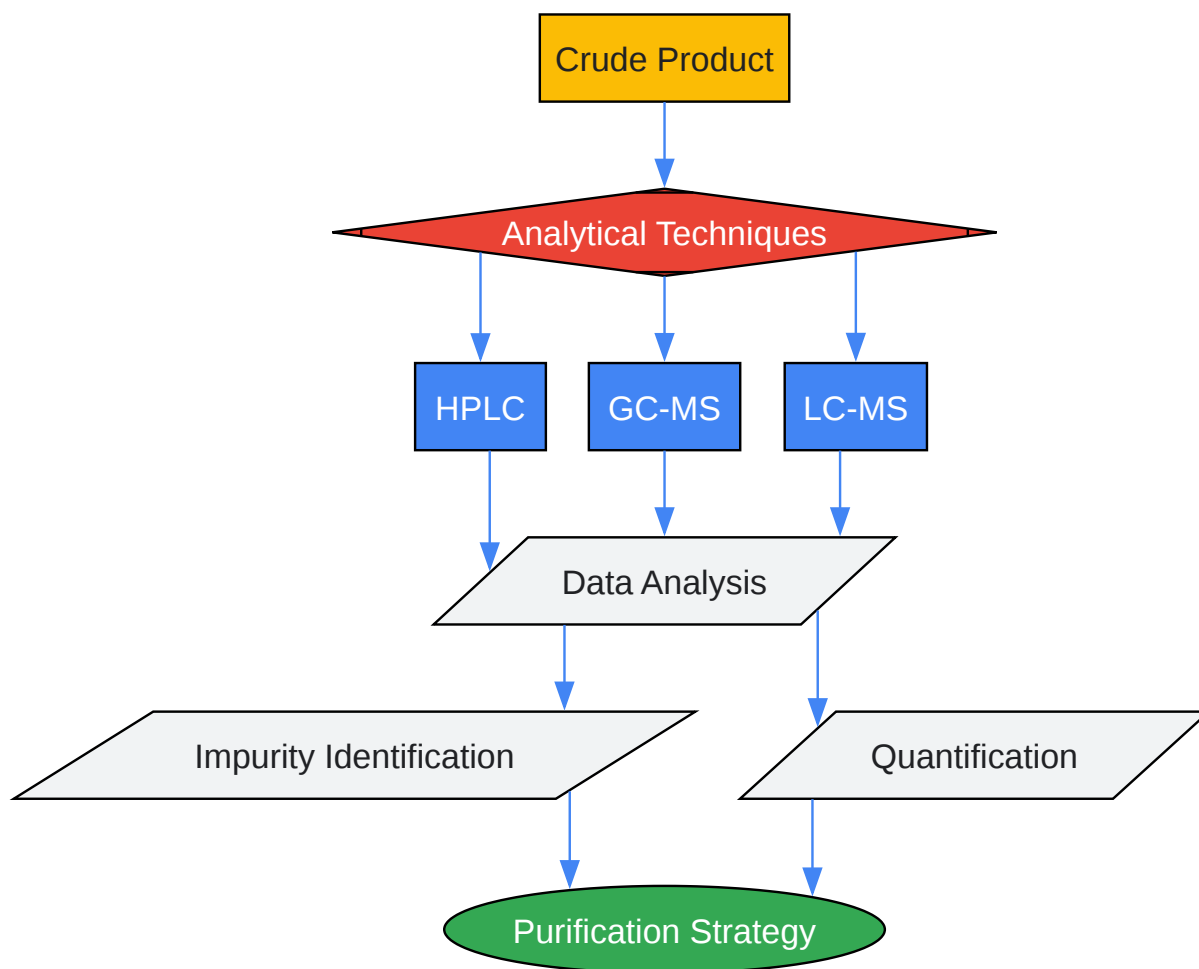 Crude Product
Analytical Techniques
HPLC
GC-MS
LC-MS
Data Analysis
Impurity Identification
Quantification
Purification Strategy